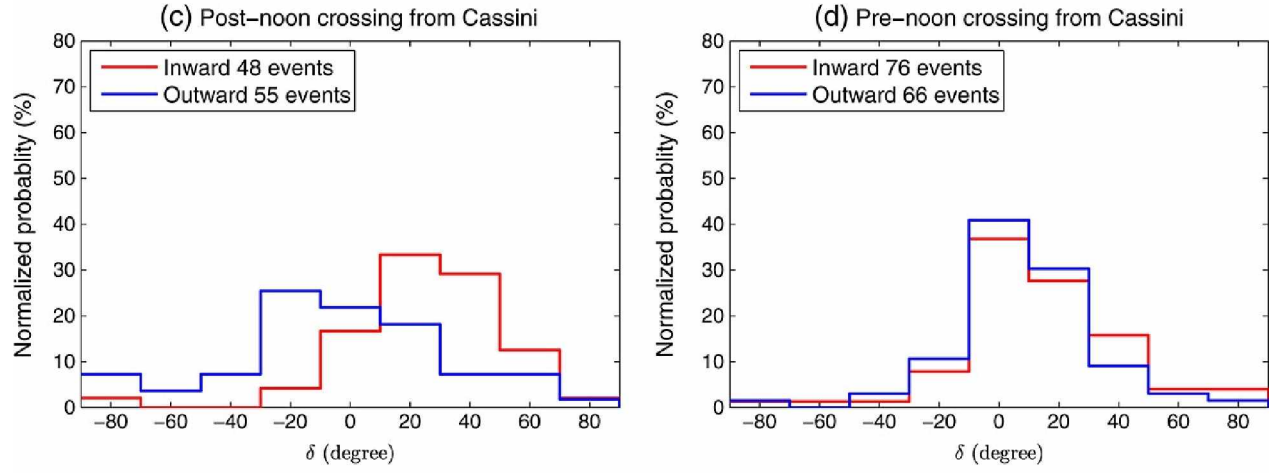 (c) Post-noon crossing from Cassini
80
70
60
50
40
30
20
10
0
Normalized probablity (%)
Inward 48 events
Outward 55 events
−80 −60 −40 −20 0 20 40 60 80
δ (degree)
(d) Pre-noon crossing from Cassini
80
70
60
50
40
30
20
10
0
Normalized probablity (%)
Inward 76 events
Outward 66 events
−80 −60 −40 −20 0 20 40 60 80
δ (degree)